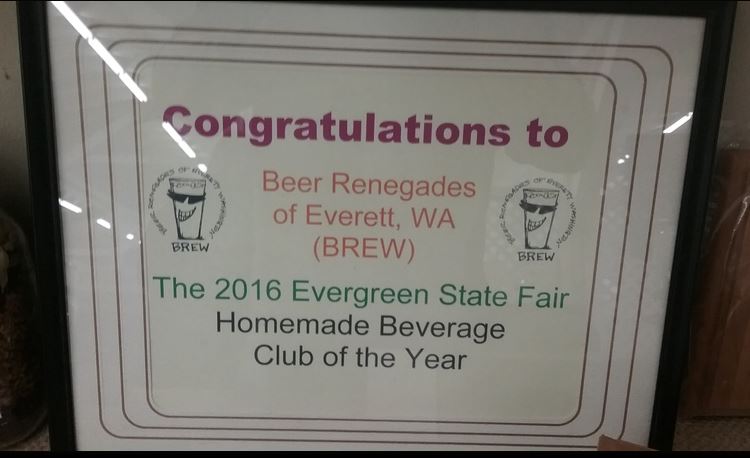 Congratulations to
Beer Renegades
of Everett, WA
(BREW)
BREW
BREW
The 2016 Evergreen State Fair
Homemade Beverage
Club of the Year